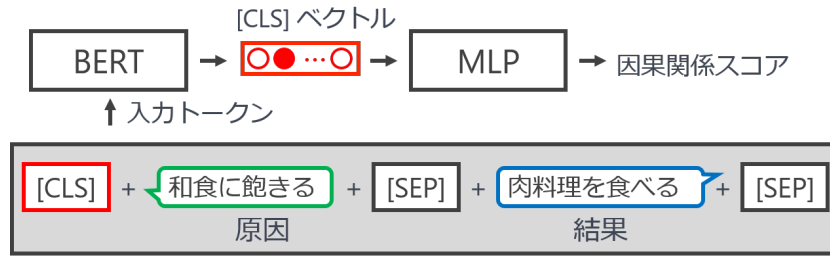 [CLS] ベクトル
BERT
MLP
因果関係スコア
入力トークン
[CLS] + 和食に飽きる + [SEP] + 肉料理を食べる + [SEP]
原因 結果